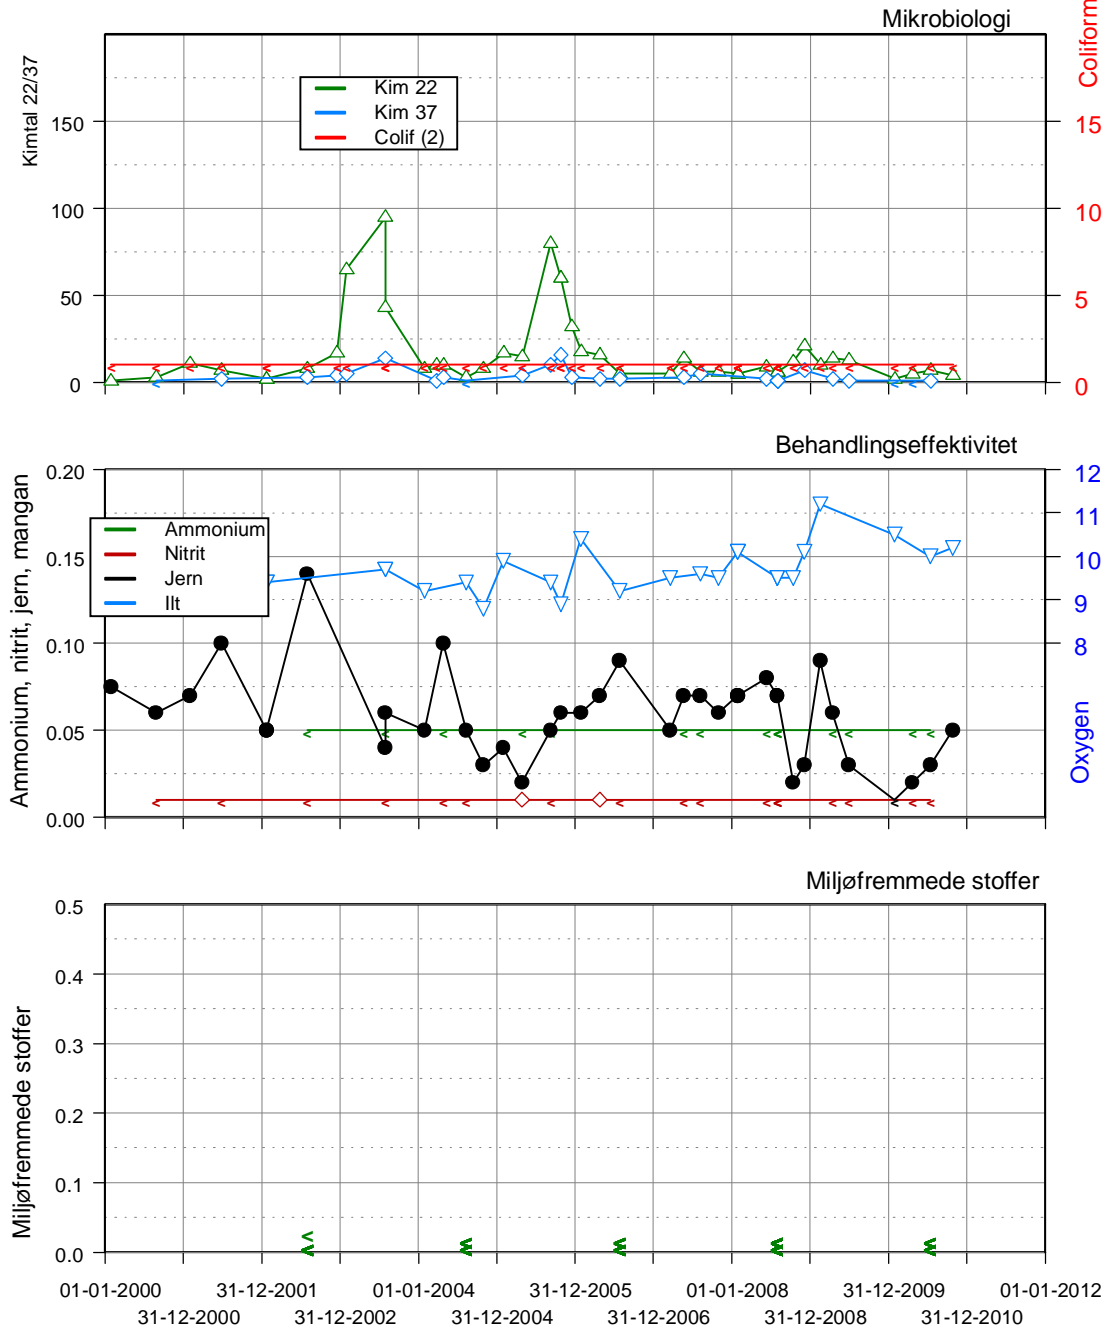 Mikrobiologi
Kimtal 22/37
Coliform
Kim 22
Kim 37
Colif (2)
150
100
50
0
15
10
5
0
Behandlingseffektivitet
Ammonium, nitrit, jern, mangan
Oxygen
0.20
0.15
0.10
0.05
0.00
12
11
10
9
8
Ammonium
Nitrit
Jern
Ilt
Miljøfremmede stoffer
Miljøfremmede stoffer
0.5
0.4
0.3
0.2
0.1
0.0
01-01-2000
31-12-2001
01-01-2004
31-12-2005
01-01-2008
31-12-2009
01-01-2012
31-12-2000
31-12-2002
31-12-2004
31-12-2006
31-12-2008
31-12-2010